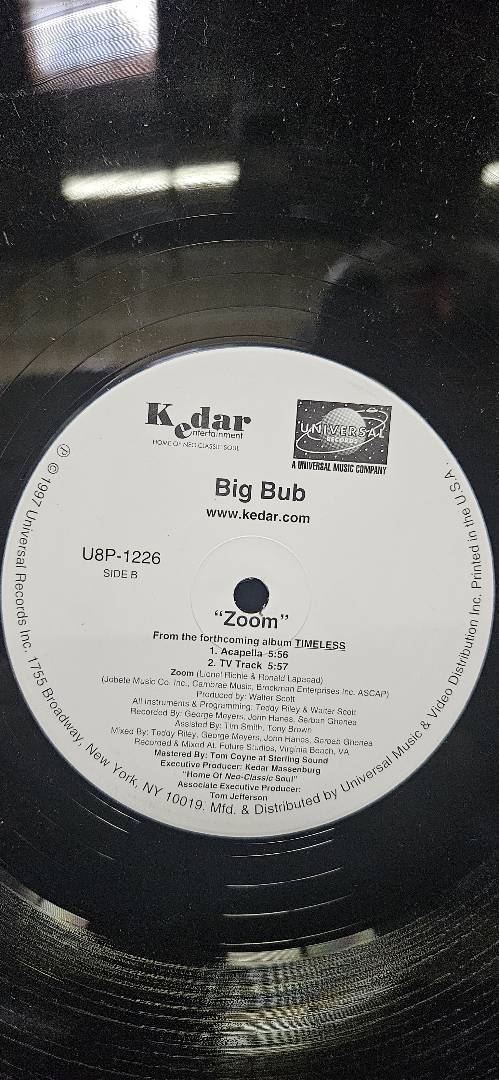 Kedar
entertainment
HOME OF NEO CLASSIC SOUL
UNIVERSAL
RECORDS
A UNIVERSAL MUSIC COMPANY
Big Bub
www.kedar.com
U8P-1226
SIDE B
"Zoom"
From the forthcoming album TIMELESS
1. Acapella 5:56
2. TV Track 5:57
Zoom (Lionel Richie & Ronald Lapasad)
(Jobete Music Co. Inc., Cambrae Music, Brockman Enterprises Inc. ASCAP)
Produced by: Walter Scott
All Instruments & Programming: Teddy Riley & Walter Scott
Recorded By: George Meyers, John Hanes, Serban Ghenea
Assisted By: Tim Smith, Tony Brown
Mixed By: Teddy Riley, George Meyers, John Hanes, Serban Ghenea
Recorded & Mixed At: Future Studios, Virginia Beach, VA
Mastered By: Tom Coyne at Sterling Sound
Executive Producer: Kedar Massenburg
"Home Of Neo-Classic Soul"
Associate Executive Producer:
Tom Jefferson
℗ © 1997 Universal Records Inc. 1755 Broadway, New York, NY 10019. Mfd. & Distributed by Universal Music & Video Distribution Inc. Printed in the U.S.A.